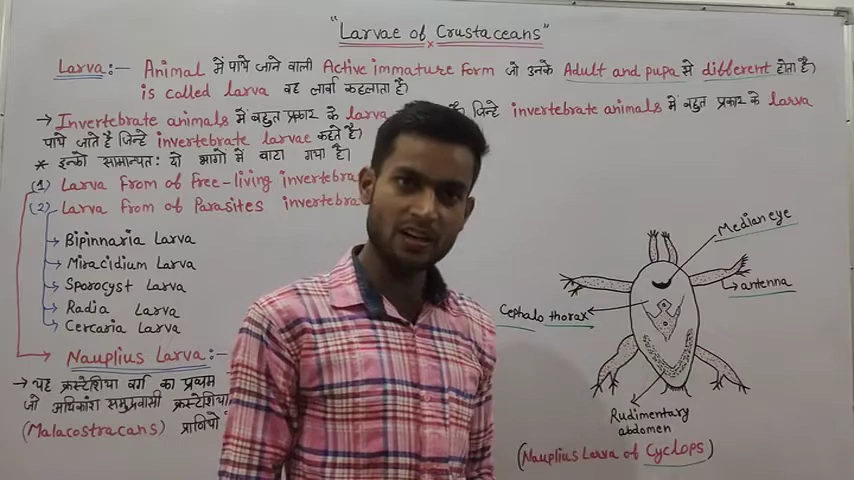 "Larvae of Crustaceans"
Larva :- Animal में पाये जाने वाली Active immature form जो उनके Adult and pupa से different होता है)
is called larva वह लार्वा कहलाता है)
→ Invertebrate animals में बहुत प्रकार के larva है) जिन्हे invertebrate animals में बहुत प्रकार के larva
पाये जाते है जिन्हे invertebrate larvae कहते है)
* इनको सामान्यत: दो भागों में बाटा गया है)
(1) Larva from of free-living invertebra
(2) Larva from of Parasites invertebra
Bipinnaria Larva
Miracidium Larva
Sporocyst Larva
Radia Larva
Cercaria Larva
Nauplius Larva :-
→ यह क्रस्टेशिया वर्ग का प्रथम
जो अधिकांश समुद्रवासी क्रस्टेशिया
(Malacostracans) प्राणियो
Median eye
antenna
Cephalo thorax
Rudimentary
abdomen
(Nauplius Larva of Cyclops)